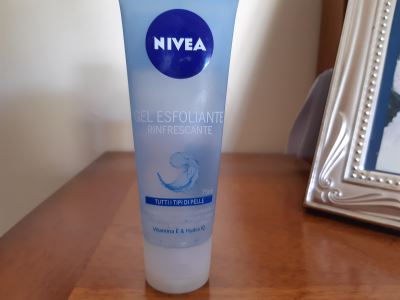 NIVEA
GEL ESFOLIANTE
RINFRESCANTE
TUTTI I TIPI DI PELLE
Vitamina E & Hydra IQ